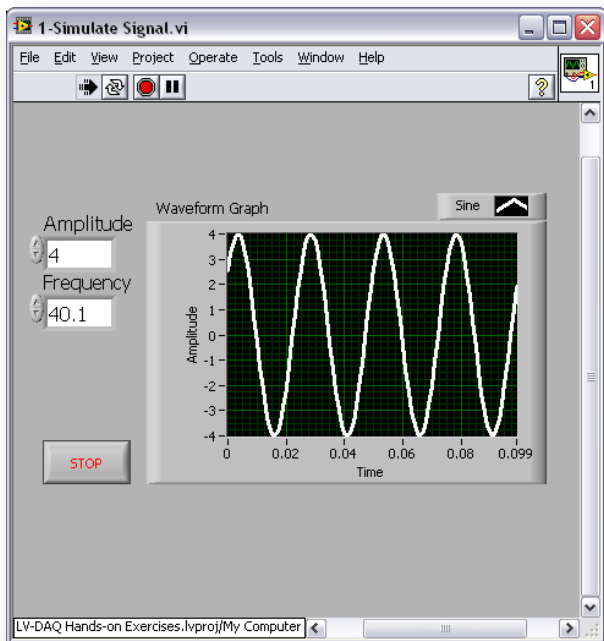 1-Simulate Signal.vi
File Edit View Project Operate Tools Window Help
?
1
Amplitude
4
Frequency
40.1
STOP
Waveform Graph
Sine
Amplitude
4
3
2
1
0
-1
-2
-3
-4
0 0.02 0.04 0.06 0.08 0.099
Time
LV-DAQ Hands-on Exercises.lvproj/My Computer